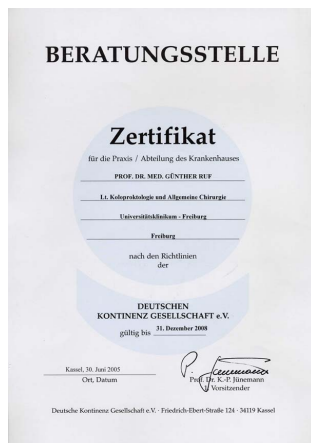 BERATUNGSSTELLE
Zertifikat
für die Praxis / Abteilung des Krankenhauses
PROF. DR. MED. GÜNTHER RUF
Lt. Koloproktologie und Allgemeine Chirurgie
Universitätsklinikum - Freiburg
Freiburg
nach den Richtlinien
der
DEUTSCHEN
KONTINENZ GESELLSCHAFT e.V.
gültig bis 31. Dezember 2008
Kassel, 30. Juni 2005
Ort, Datum
Prof. Dr. K.-P. Jünemann
Vorsitzender
Deutsche Kontinenz Gesellschaft e.V. · Friedrich-Ebert-Straße 124 · 34119 Kassel